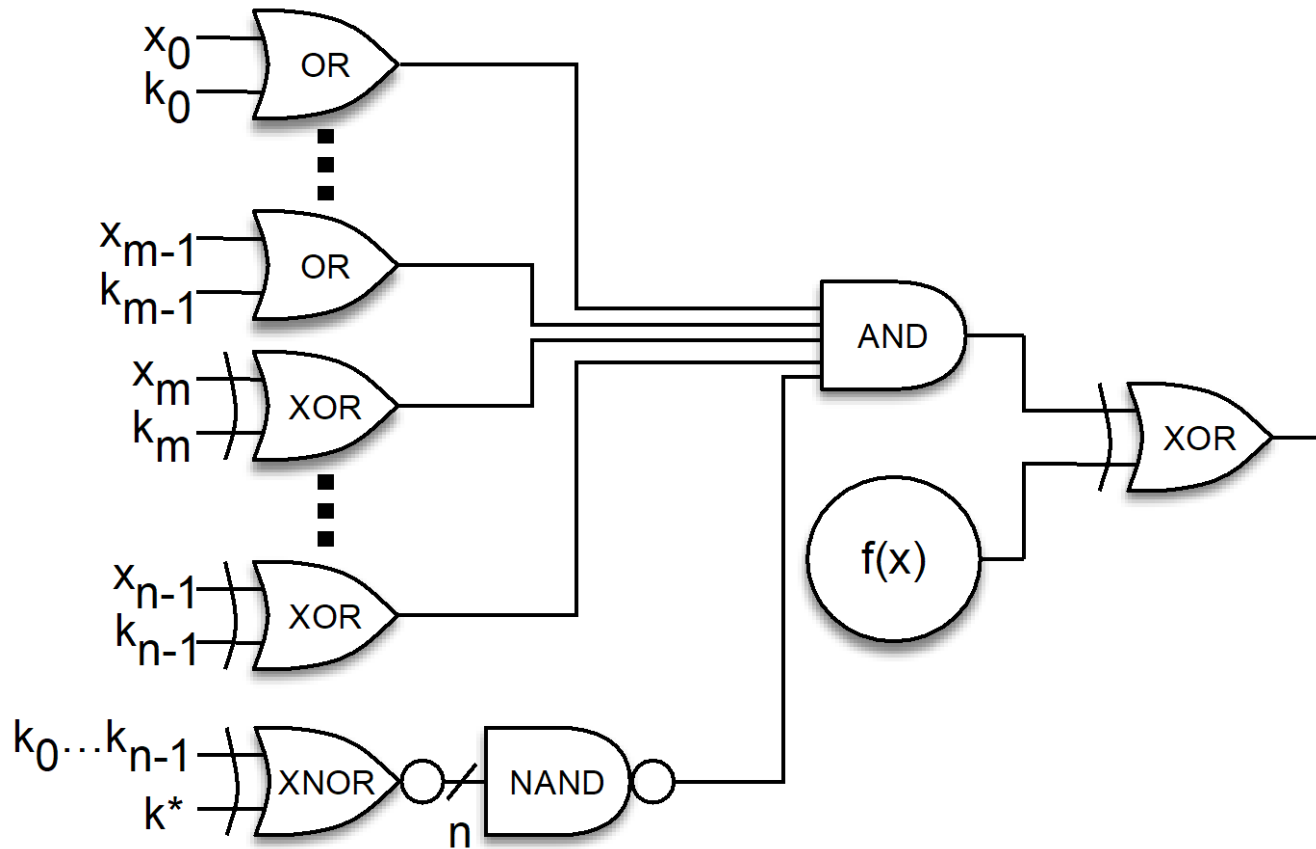 x0
k0
OR
xm-1
km-1
OR
AND
xm
km
XOR
XOR
f(x)
xn-1
kn-1
XOR
k0...kn-1
k*
XNOR
n
NAND